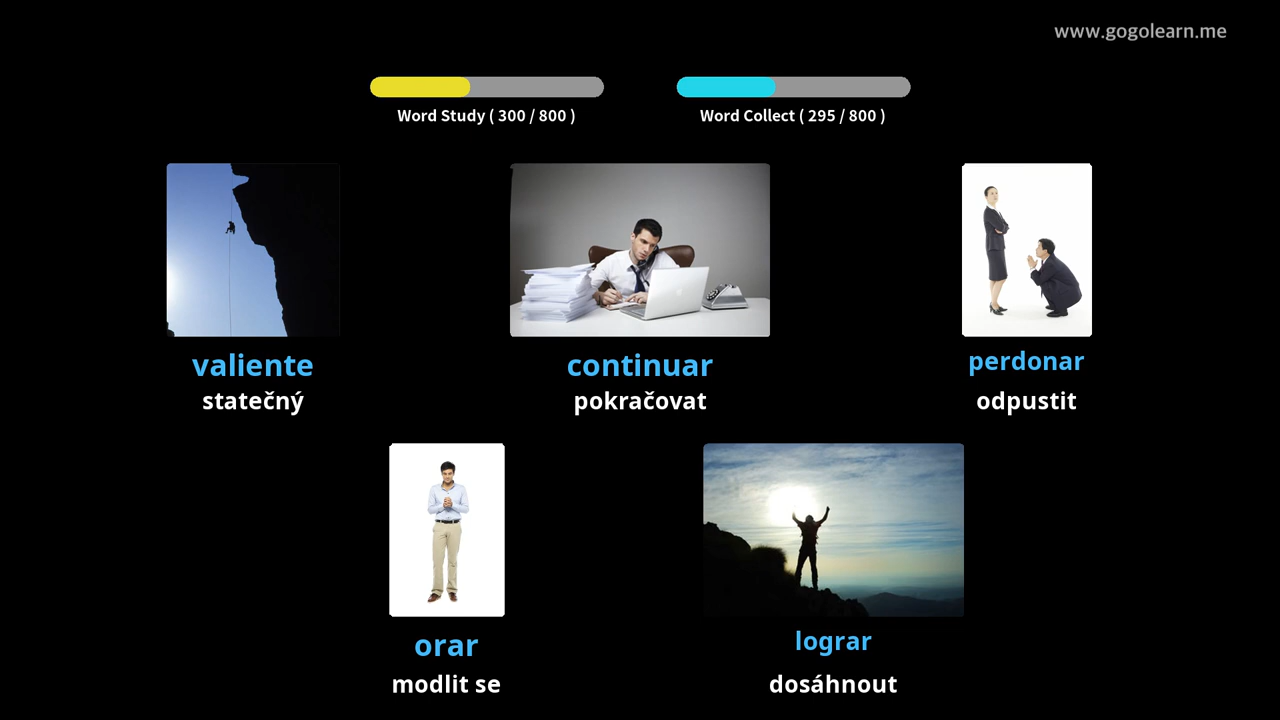 www.gogolearn.me
Word Study ( 300 / 800 )
Word Collect ( 295 / 800 )
valiente
statečný
continuar
pokračovat
perdonar
odpustit
orar
modlit se
lograr
dosáhnout